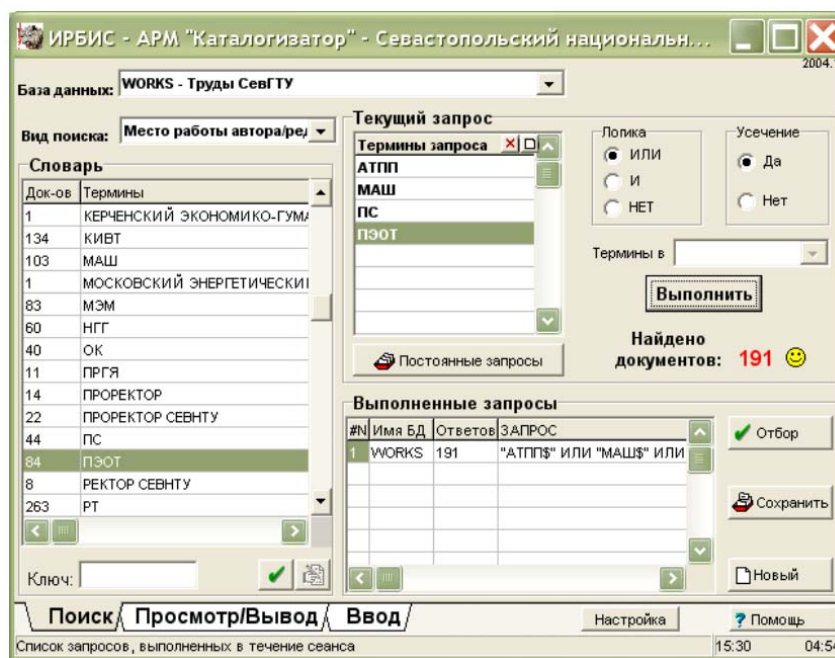 ИРБИС - АРМ "Каталогизатор" - Севастопольский национальн...
2004.
База данных: WORKS - Труды СевГТУ
Вид поиска: Место работы автора/ред
Словарь
Док-ов Термины
1 КЕРЧЕНСКИЙ ЭКОНОМИКО-ГУМА
134 КИВТ
103 МАШ
1 МОСКОВСКИЙ ЭНЕРГЕТИЧЕСКИ
83 МЭМ
60 НГГ
40 ОК
11 ПРГЯ
14 ПРОРЕКТОР
22 ПРОРЕКТОР СЕВНТУ
44 ПС
84 ПЭОТ
8 РЕКТОР СЕВНТУ
263 РТ
Ключ:
Текущий запрос
Термины запроса
АТПП
МАШ
ПС
ПЭОТ
Постоянные запросы
Логика
ИЛИ
И
НЕТ
Усечение
Да
Нет
Термины в
Выполнить
Найдено
документов: 191
Выполненные запросы
#N Имя БД Ответов ЗАПРОС
1 WORKS 191 "АТПП$" ИЛИ "МАШ$" ИЛИ
Отбор
Сохранить
Новый
Поиск Просмотр/Вывод Ввод
Настройка
? Помощь
Список запросов, выполненных в течение сеанса
15:30 04:5